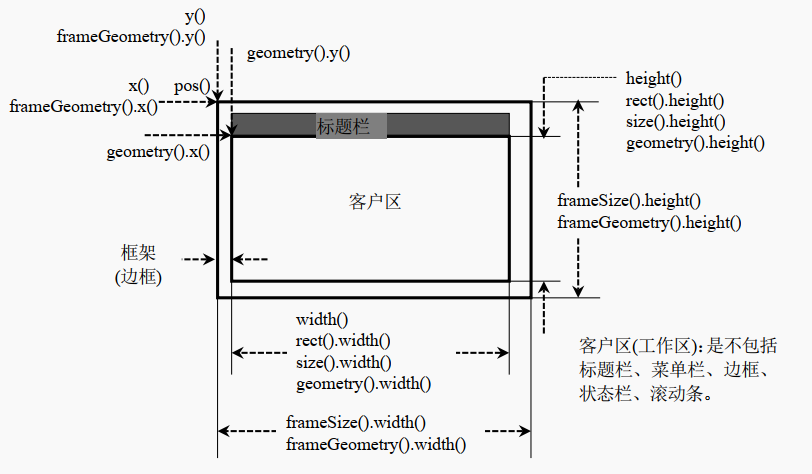 y()
frameGeometry().y()
geometry().y()
x() pos()
frameGeometry().x()
geometry().x()
标题栏
height()
rect().height()
size().height()
geometry().height()
客户区
frameSize().height()
frameGeometry().height()
框架
(边框)
width()
rect().width()
size().width()
geometry().width()
客户区(工作区)：是不包括
标题栏、菜单栏、边框、
状态栏、滚动条。
frameSize().width()
frameGeometry().width()